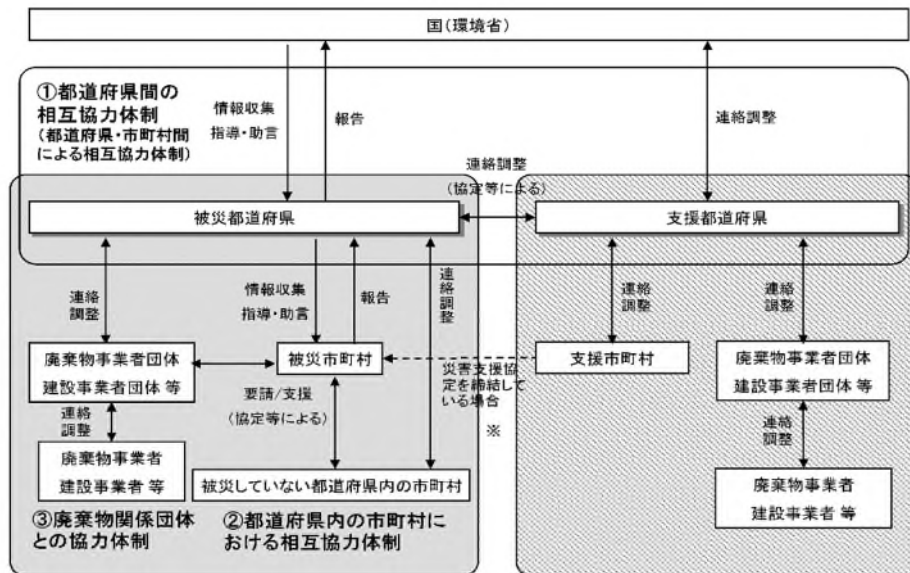 国(環境省)
①都道府県間の
相互協力体制
(都道府県・市町村間
による相互協力体制)
情報収集
指導・助言
報告
連絡調整
連絡調整
(協定等による)
被災都道府県
支援都道府県
連絡
調整
情報収集
指導・助言
報告
連絡調整
連絡
調整
連絡
調整
廃棄物事業者団体
建設事業者団体 等
被災市町村
災害支援協
定を締結して
いる場合
※
支援市町村
廃棄物事業者団体
建設事業者団体 等
連絡
調整
要請/支援
(協定等による)
連絡
調整
廃棄物事業者
建設事業者 等
被災していない都道府県内の市町村
廃棄物事業者
建設事業者 等
③廃棄物関係団体
との協力体制
②都道府県内の市町村に
おける相互協力体制